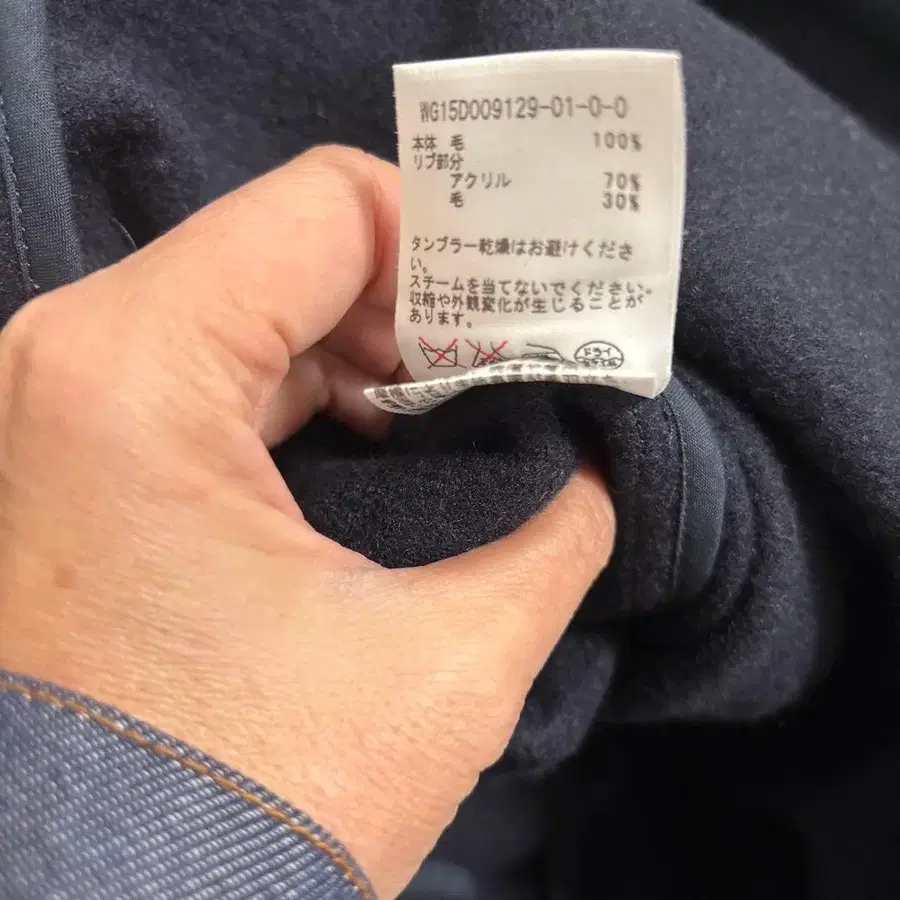 WG15D009129-01-0-0
本体 毛 100%
リブ部分
アクリル 70%
毛 30%
タンブラー乾燥はお避けくださ
い。
スチームを当てないでください。
収縮や外観変化が生じることが
あります。
ドライ